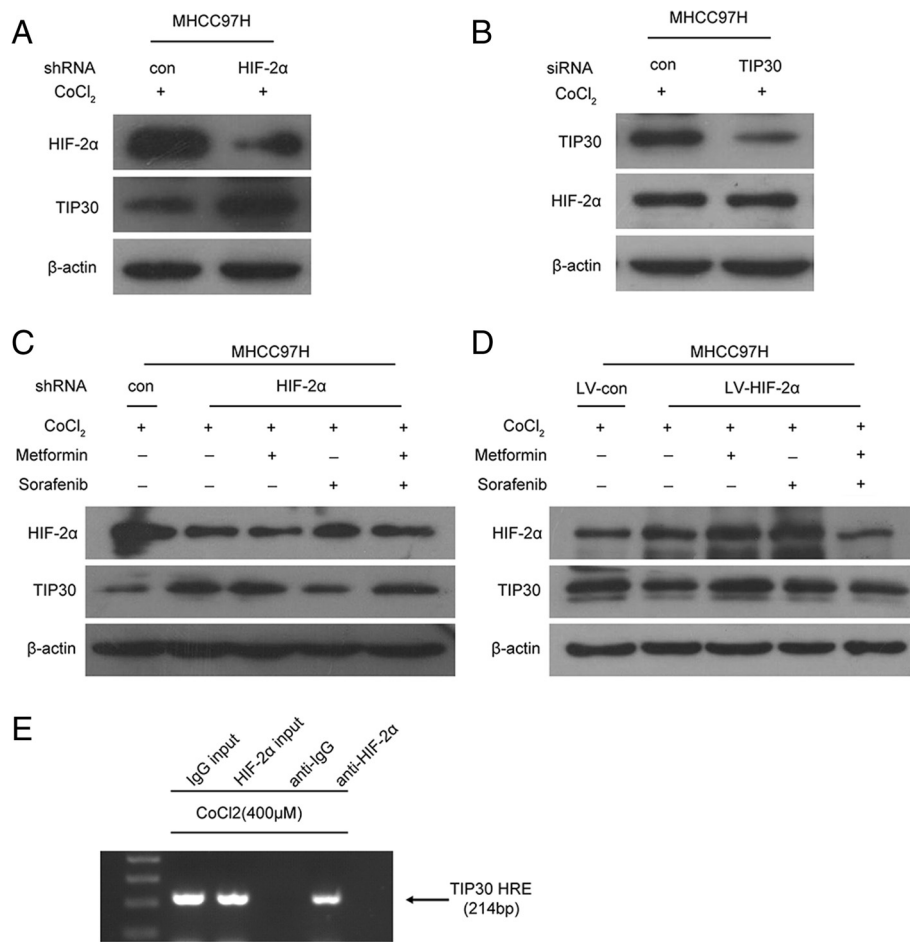 A
MHCC97H
shRNA con HIF-2α
CoCl2 + +
HIF-2α
TIP30
β-actin
B
MHCC97H
siRNA con TIP30
CoCl2 + +
TIP30
HIF-2α
β-actin
C
MHCC97H
shRNA con HIF-2α
CoCl2 + + + + +
Metformin – – + – +
Sorafenib – – – + +
HIF-2α
TIP30
β-actin
D
MHCC97H
LV-con LV-HIF-2α
CoCl2 + + + + +
Metformin – – + – +
Sorafenib – – – + +
HIF-2α
TIP30
β-actin
E
IgG input HIF-2α input anti-IgG anti-HIF-2α
CoCl2(400μM)
TIP30 HRE
(214bp)